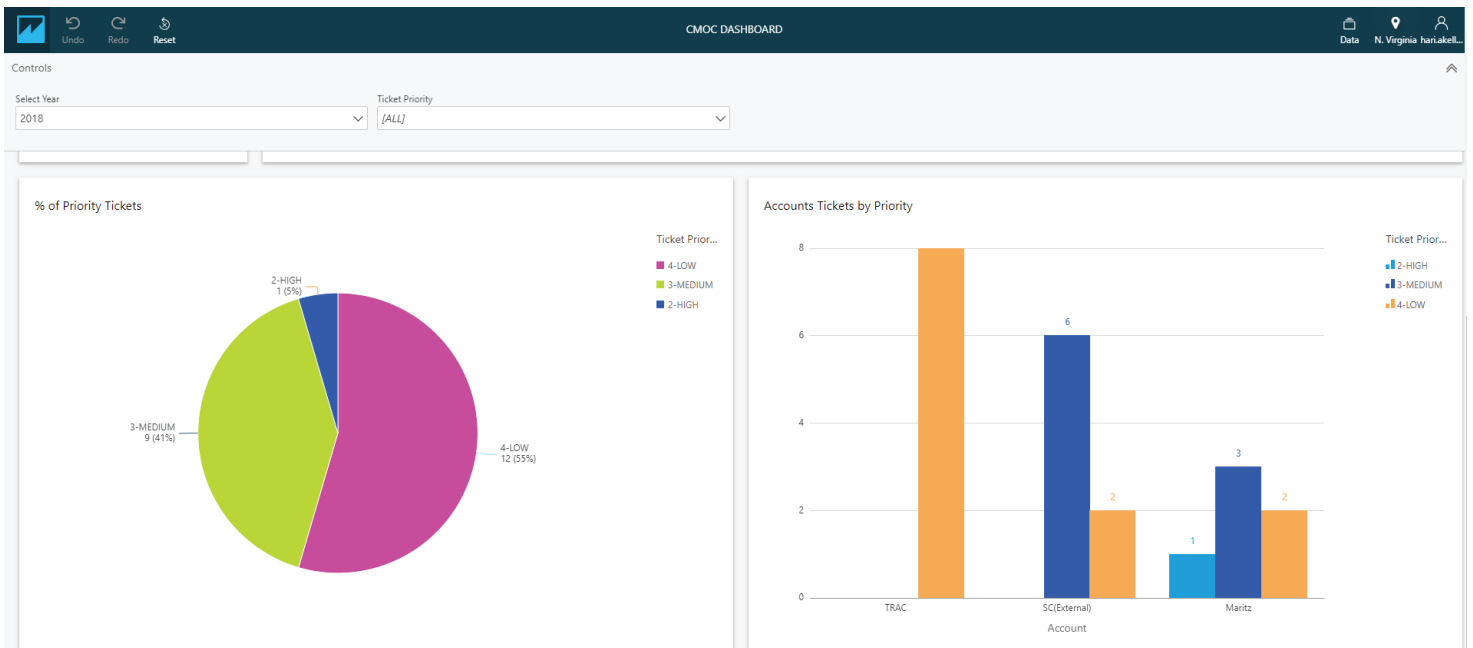 Undo
Redo
Reset
CMOC DASHBOARD
Data
N. Virginia
hari.akell...
Controls
Select Year
Ticket Priority
2018
[ALL]
% of Priority Tickets
Ticket Prior...
4-LOW
3-MEDIUM
2-HIGH
2-HIGH
1 (5%)
3-MEDIUM
9 (41%)
4-LOW
12 (55%)
Accounts Tickets by Priority
Ticket Prior...
2-HIGH
3-MEDIUM
4-LOW
8
6
4
2
0
6
2
1
3
2
TRAC
SC(External)
Maritz
Account